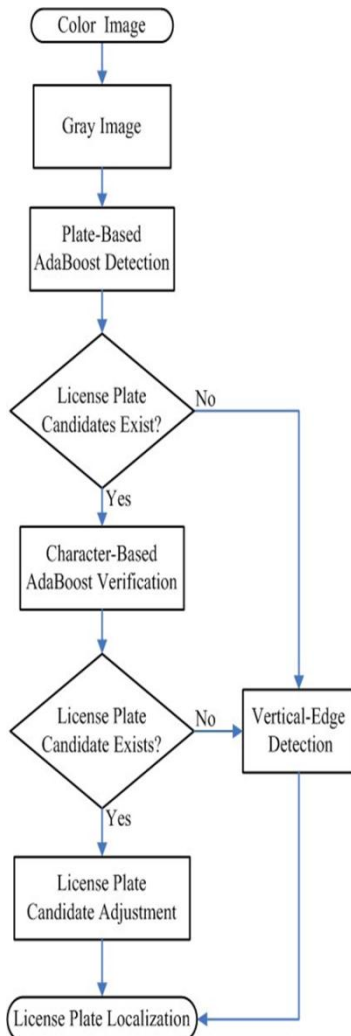 Color Image
Gray Image
Plate-Based
AdaBoost Detection
License Plate
Candidates Exist?
No
Yes
Character-Based
AdaBoost Verification
License Plate
Candidate Exists?
No
Vertical-Edge
Detection
Yes
License Plate
Candidate Adjustment
License Plate Localization